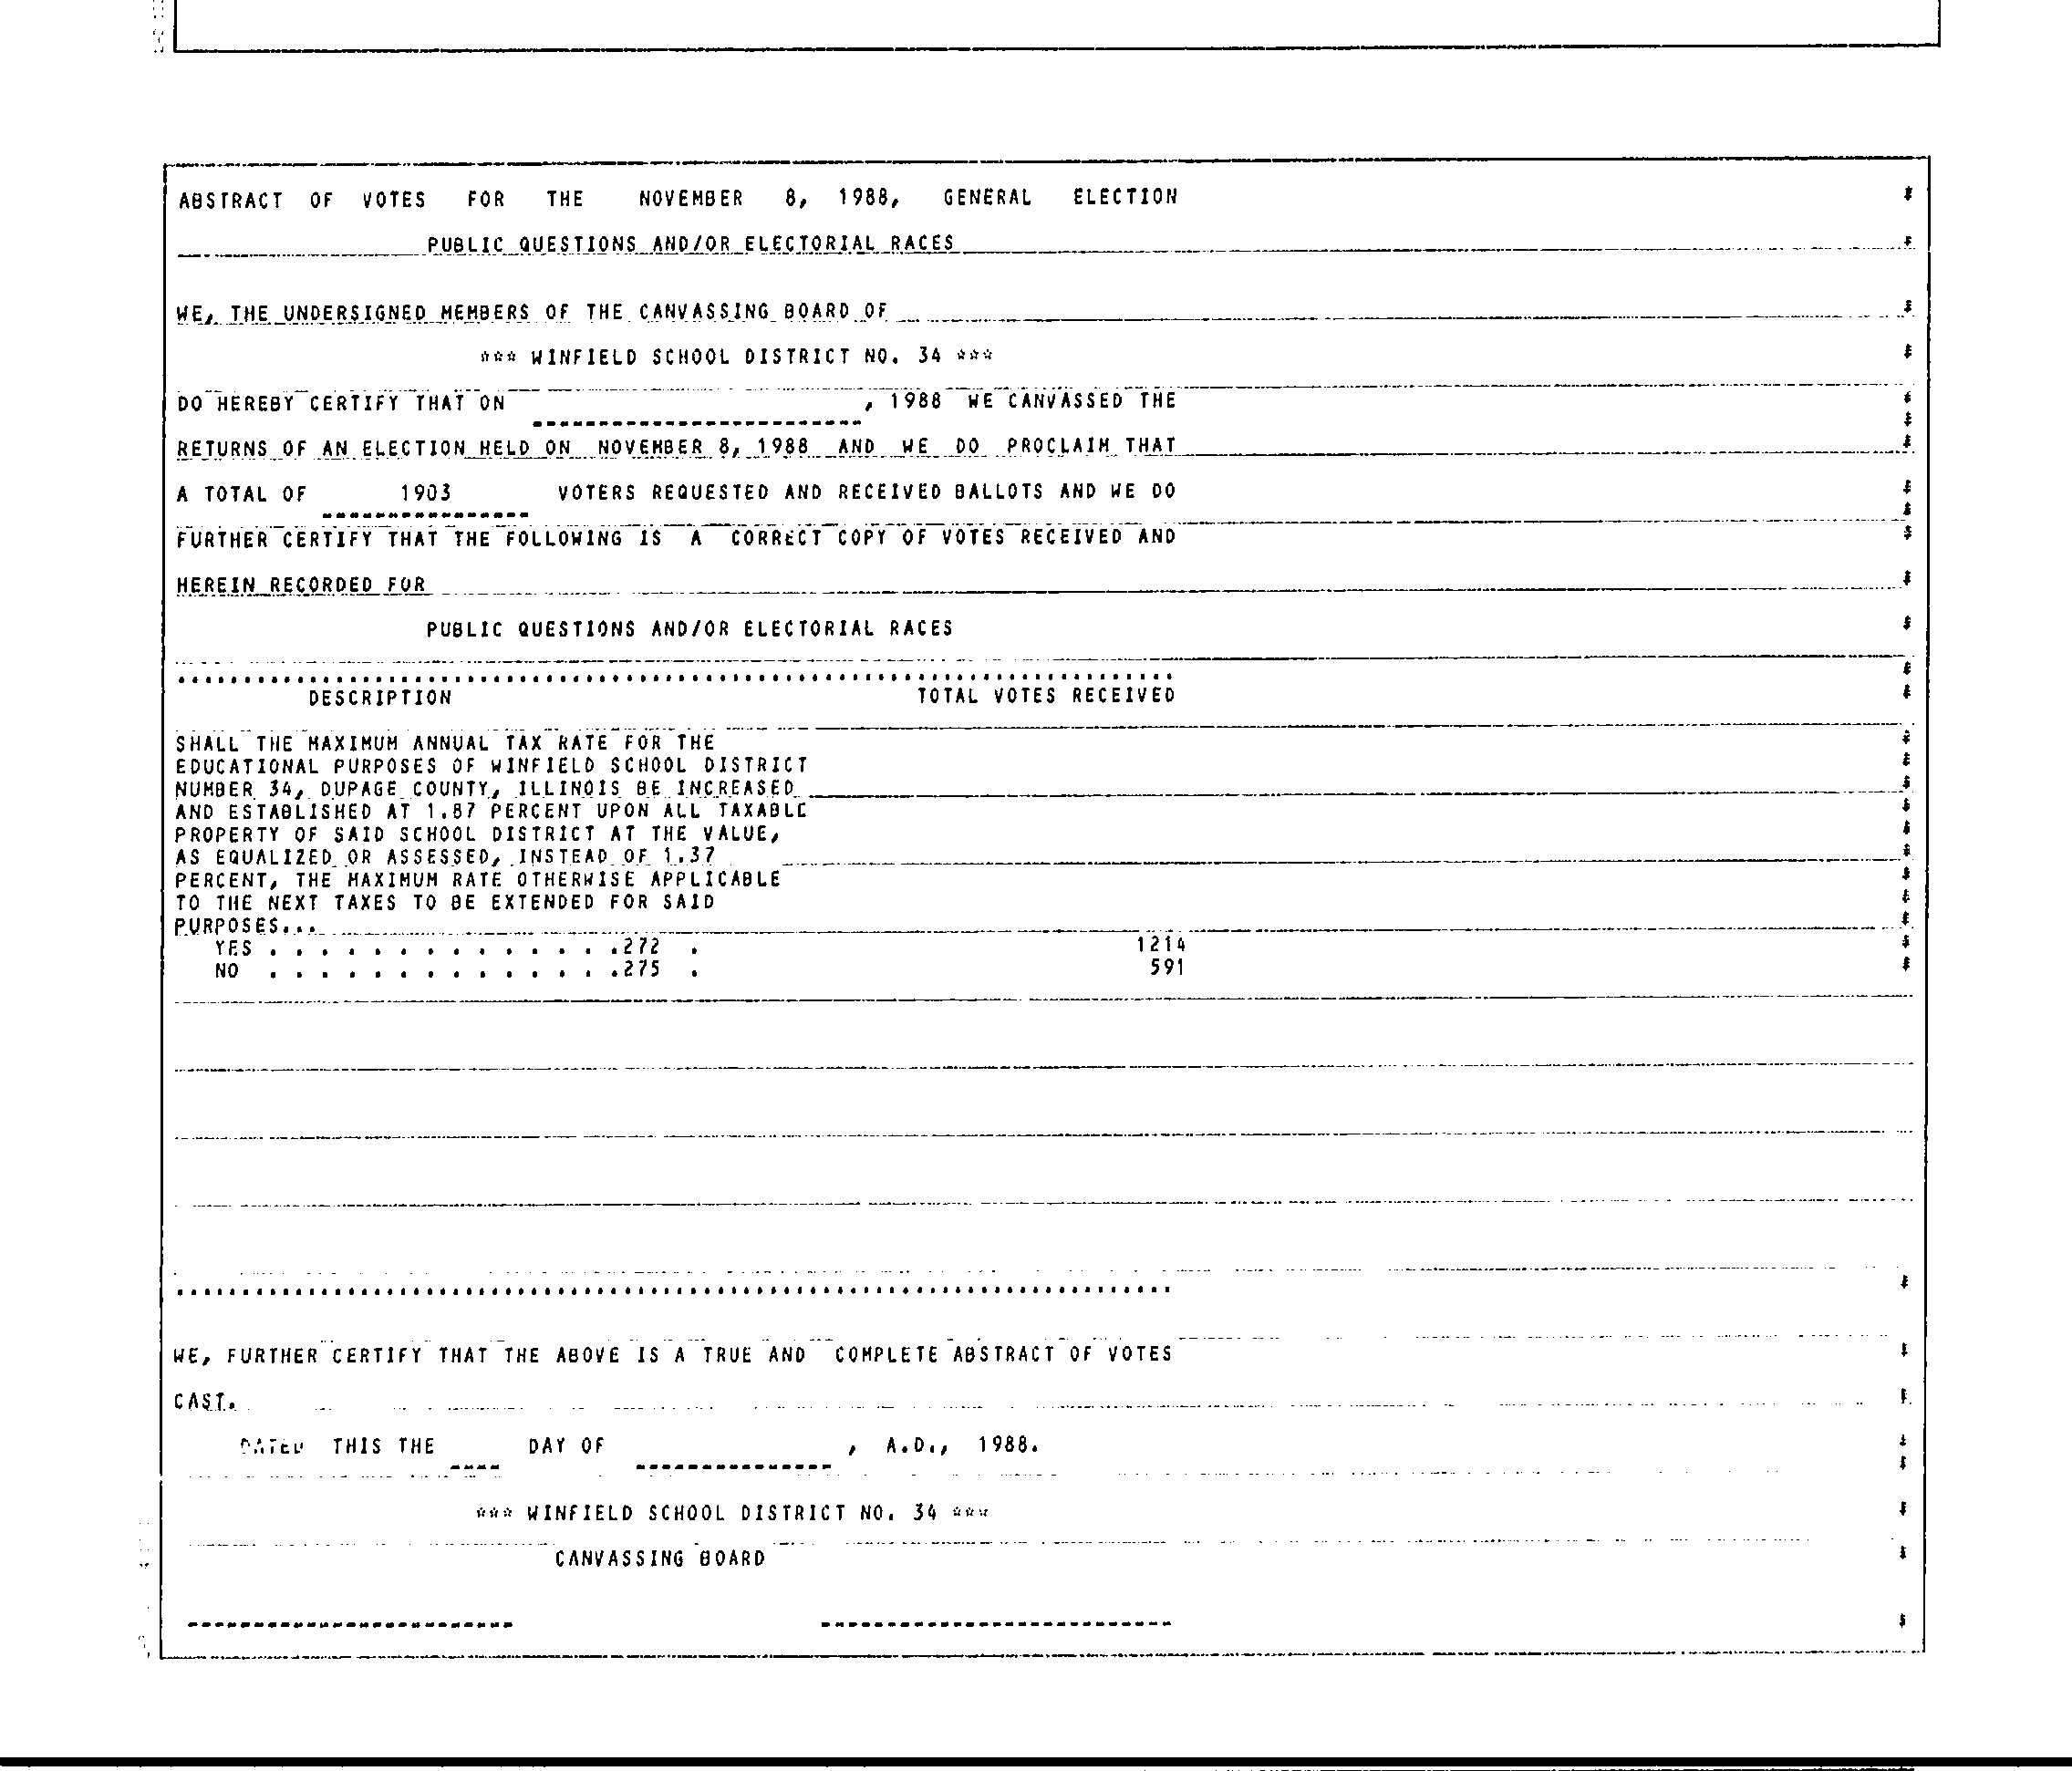 ABSTRACT OF VOTES FOR THE NOVEMBER 8, 1988, GENERAL ELECTION
PUBLIC QUESTIONS AND/OR ELECTORIAL RACES
WE, THE UNDERSIGNED MEMBERS OF THE CANVASSING BOARD OF
*** WINFIELD SCHOOL DISTRICT NO. 34 ***
DO HEREBY CERTIFY THAT ON ________________________, 1988 WE CANVASSED THE
RETURNS OF AN ELECTION HELD ON NOVEMBER 8, 1988 AND WE DO PROCLAIM THAT
A TOTAL OF 1903 VOTERS REQUESTED AND RECEIVED BALLOTS AND WE DO
FURTHER CERTIFY THAT THE FOLLOWING IS A CORRECT COPY OF VOTES RECEIVED AND
HEREIN RECORDED FOR
PUBLIC QUESTIONS AND/OR ELECTORIAL RACES
DESCRIPTION TOTAL VOTES RECEIVED
SHALL THE MAXIMUM ANNUAL TAX RATE FOR THE
EDUCATIONAL PURPOSES OF WINFIELD SCHOOL DISTRICT
NUMBER 34, DUPAGE COUNTY, ILLINOIS BE INCREASED
AND ESTABLISHED AT 1.87 PERCENT UPON ALL TAXABLE
PROPERTY OF SAID SCHOOL DISTRICT AT THE VALUE,
AS EQUALIZED OR ASSESSED, INSTEAD OF 1.37
PERCENT, THE MAXIMUM RATE OTHERWISE APPLICABLE
TO THE NEXT TAXES TO BE EXTENDED FOR SAID
PURPOSES...
YES . . . . . . . . . . . . . .272 . 1214
NO . . . . . . . . . . . . . .275 . 591
WE, FURTHER CERTIFY THAT THE ABOVE IS A TRUE AND COMPLETE ABSTRACT OF VOTES
CAST.
DATED THIS THE ____ DAY OF _______________, A.D., 1988.
*** WINFIELD SCHOOL DISTRICT NO. 34 ***
CANVASSING BOARD